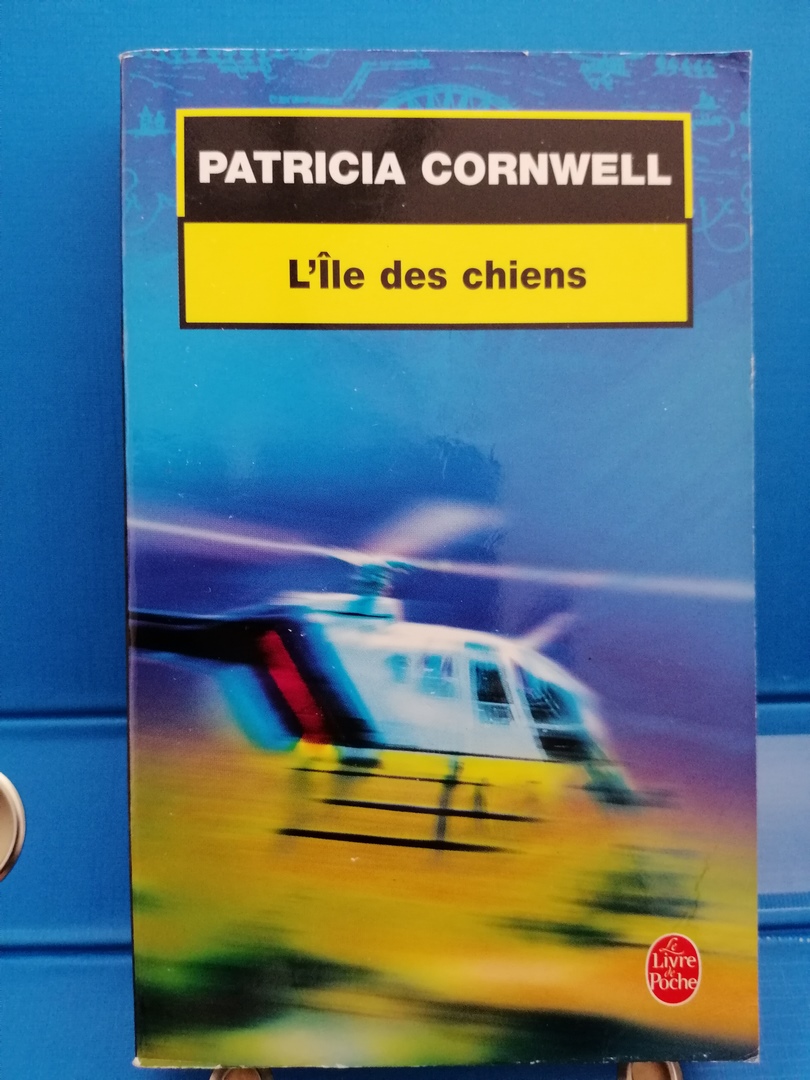 PATRICIA CORNWELL
L'Île des chiens
Le
Livre
de
Poche